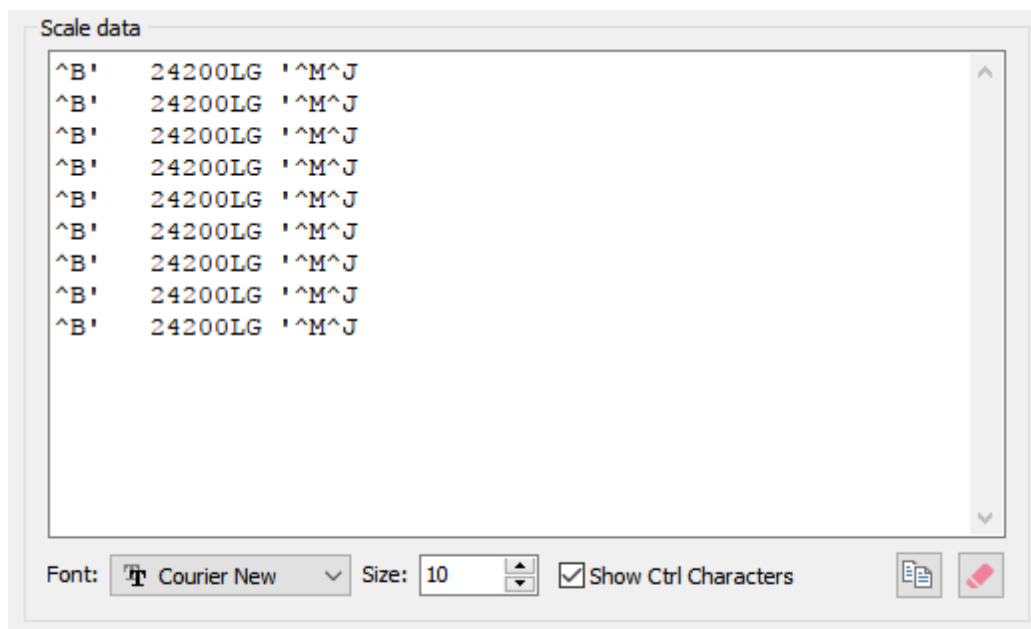 Scale data
^B'   24200LG '^M^J
^B'   24200LG '^M^J
^B'   24200LG '^M^J
^B'   24200LG '^M^J
^B'   24200LG '^M^J
^B'   24200LG '^M^J
^B'   24200LG '^M^J
^B'   24200LG '^M^J
^B'   24200LG '^M^J
Font: Courier New Size: 10 Show Ctrl Characters